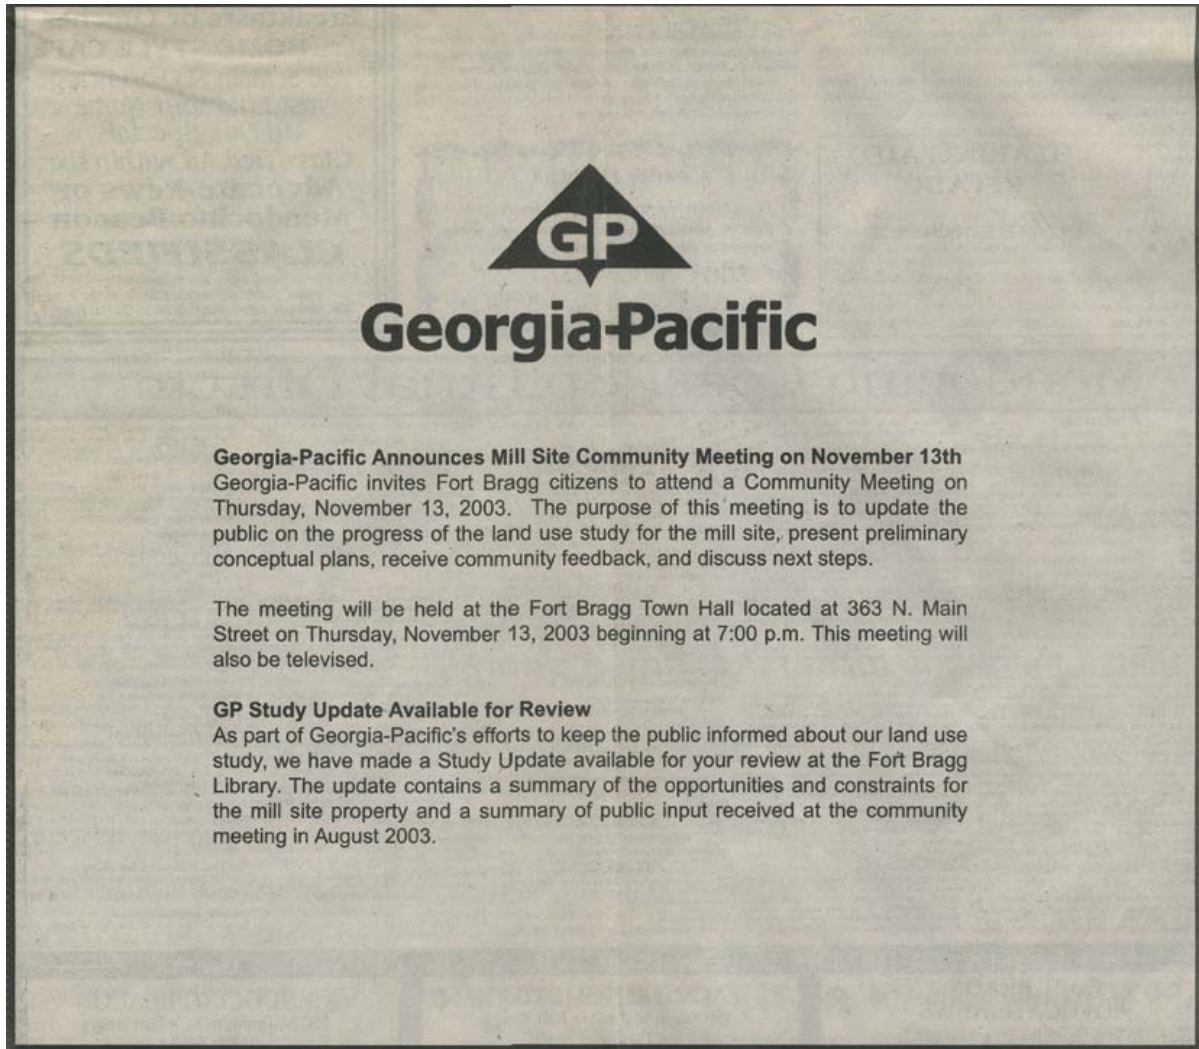 GP
Georgia-Pacific
Georgia-Pacific Announces Mill Site Community Meeting on November 13th
Georgia-Pacific invites Fort Bragg citizens to attend a Community Meeting on
Thursday, November 13, 2003. The purpose of this meeting is to update the
public on the progress of the land use study for the mill site, present preliminary
conceptual plans, receive community feedback, and discuss next steps.
The meeting will be held at the Fort Bragg Town Hall located at 363 N. Main
Street on Thursday, November 13, 2003 beginning at 7:00 p.m. This meeting will
also be televised.
GP Study Update Available for Review
As part of Georgia-Pacific's efforts to keep the public informed about our land use
study, we have made a Study Update available for your review at the Fort Bragg
Library. The update contains a summary of the opportunities and constraints for
the mill site property and a summary of public input received at the community
meeting in August 2003.